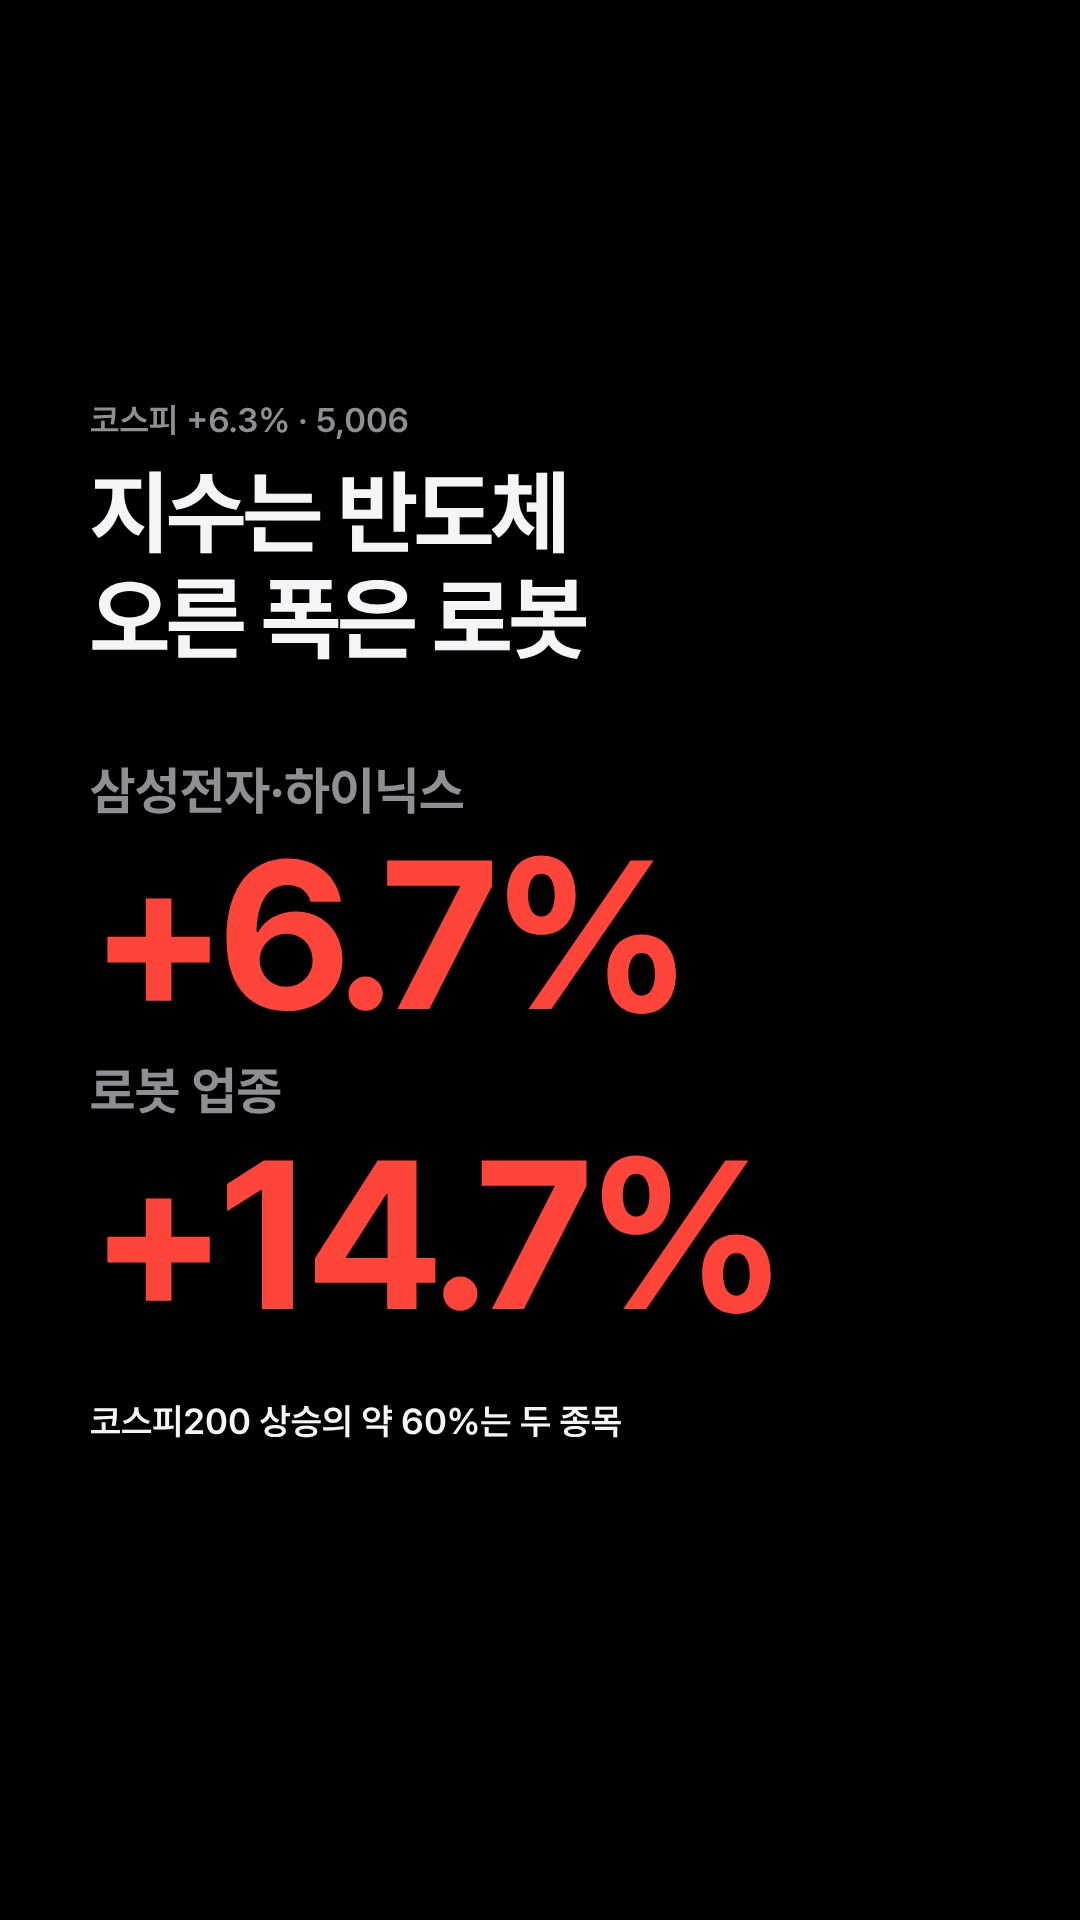 코스피 +6.3% · 5,006
지수는 반도체
오른 폭은 로봇
삼성전자·하이닉스
+6.7%
로봇 업종
+14.7%
코스피200 상승의 약 60%는 두 종목